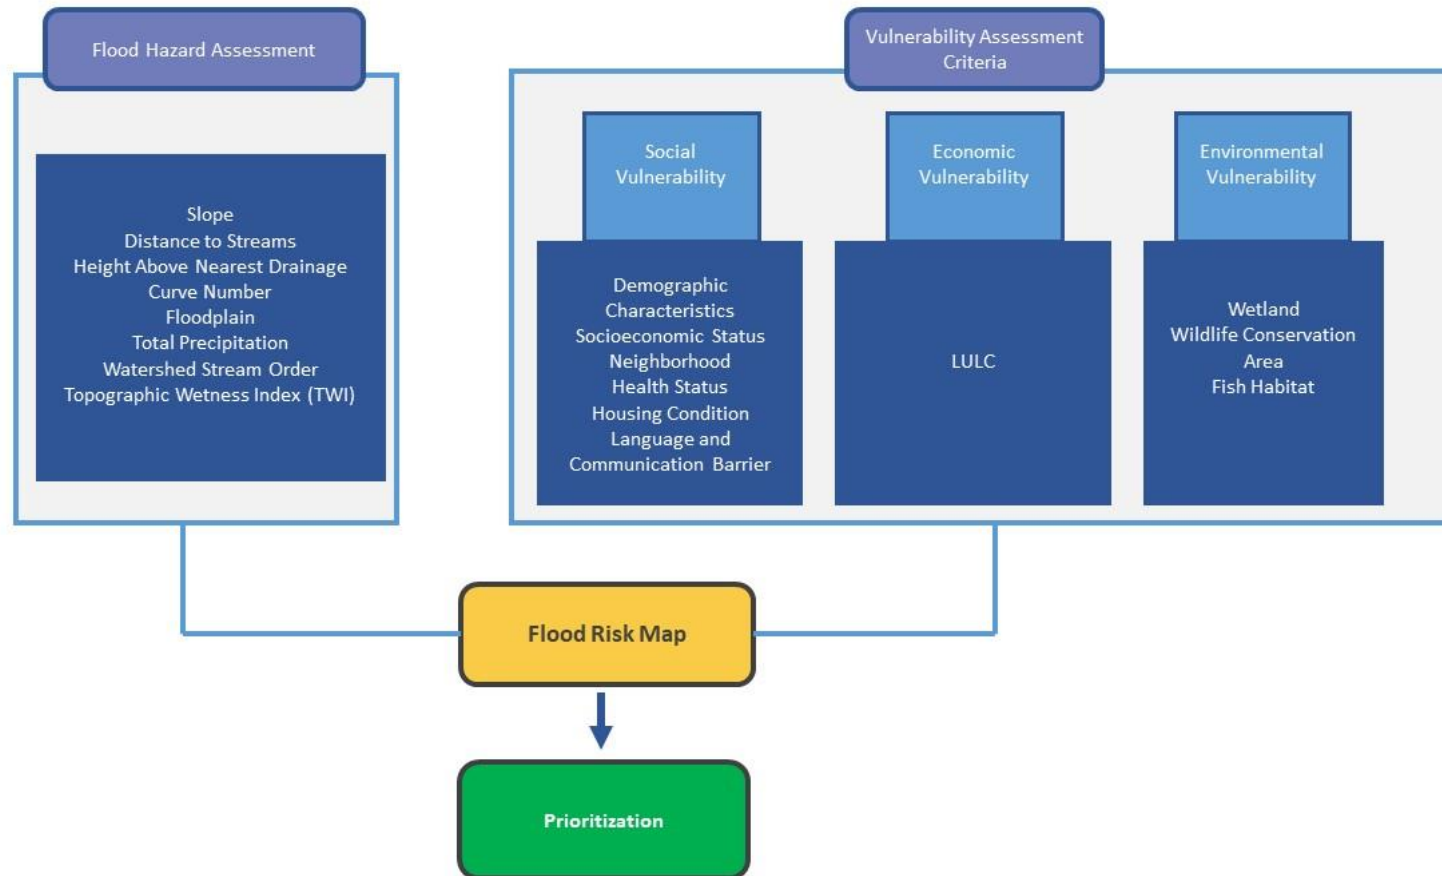 Flood Hazard Assessment
Slope
Distance to Streams
Height Above Nearest Drainage
Curve Number
Floodplain
Total Precipitation
Watershed Stream Order
Topographic Wetness Index (TWI)
Vulnerability Assessment
Criteria
Social
Vulnerability
Demographic
Characteristics
Socioeconomic Status
Neighborhood
Health Status
Housing Condition
Language and
Communication Barrier
Economic
Vulnerability
LULC
Environmental
Vulnerability
Wetland
Wildlife Conservation
Area
Fish Habitat
Flood Risk Map
Prioritization